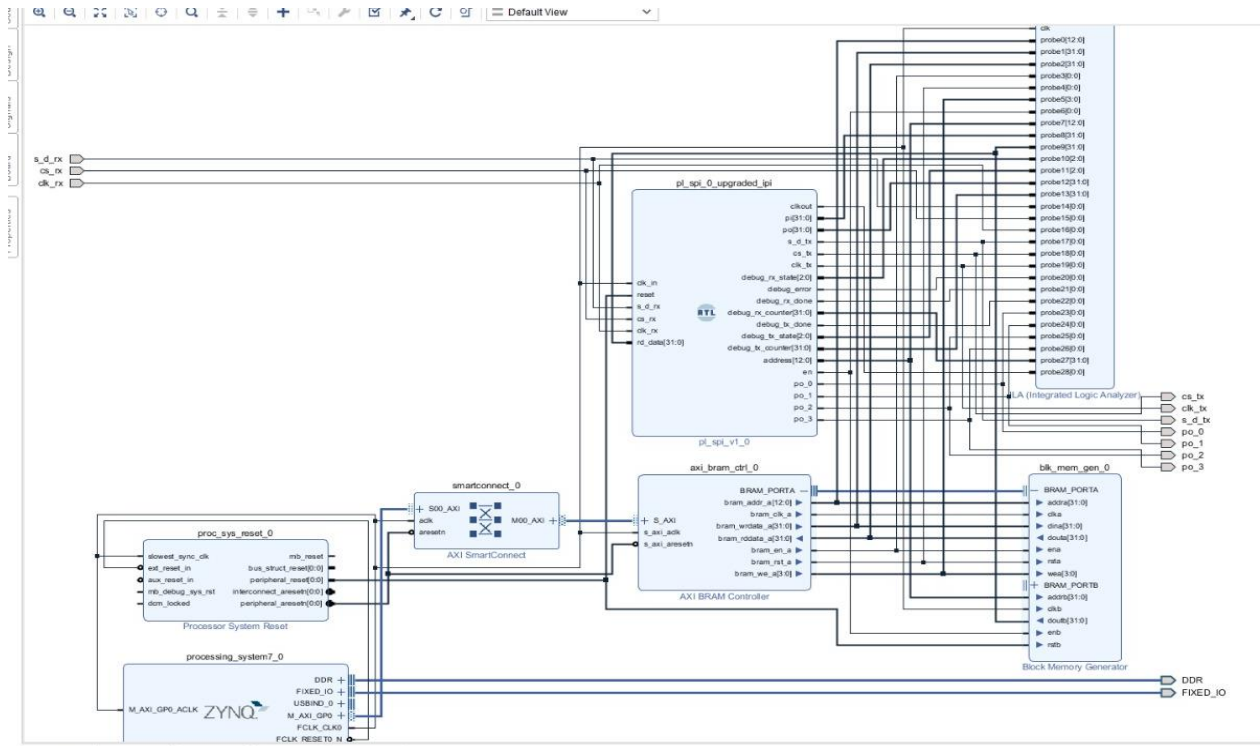 Default View
clk
probe0[12:0]
probe1[31:0]
probe2[31:0]
probe3[0:0]
probe4[0:0]
probe5[3:0]
probe6[0:0]
probe7[12:0]
probe8[31:0]
probe9[31:0]
probe10[2:0]
probe11[2:0]
probe12[31:0]
probe13[31:0]
probe14[0:0]
probe15[0:0]
probe16[0:0]
probe17[0:0]
probe18[0:0]
probe19[0:0]
probe20[0:0]
probe21[0:0]
probe22[0:0]
probe23[0:0]
probe24[0:0]
probe25[0:0]
probe26[0:0]
probe27[31:0]
probe28[0:0]
ILA (Integrated Logic Analyzer)
s_d_rx
cs_rx
clk_rx
pl_spi_0_upgraded_ipi
clk_in
reset
s_d_rx
cs_rx
clk_rx
rd_data[31:0]
RTL
clkout
pi[31:0]
po[31:0]
s_d_tx
cs_tx
clk_tx
debug_rx_state[2:0]
debug_error
debug_rx_done
debug_rx_counter[31:0]
debug_tx_done
debug_tx_state[2:0]
debug_tx_counter[31:0]
address[12:0]
en
po_0
po_1
po_2
po_3
pl_spi_v1_0
cs_tx
clk_tx
s_d_tx
po_0
po_1
po_2
po_3
axi_bram_ctrl_0
S_AXI
s_axi_aclk
s_axi_aresetn
BRAM_PORTA
bram_addr_a[12:0]
bram_clk_a
bram_wrdata_a[31:0]
bram_rddata_a[31:0]
bram_en_a
bram_rst_a
bram_we_a[3:0]
AXI BRAM Controller
blk_mem_gen_0
BRAM_PORTA
addra[31:0]
clka
dina[31:0]
douta[31:0]
ena
rsta
wea[3:0]
BRAM_PORTB
addrb[31:0]
clkb
doutb[31:0]
enb
rstb
Block Memory Generator
smartconnect_0
S00_AXI
aclk
aresetn
M00_AXI
AXI SmartConnect
proc_sys_reset_0
slowest_sync_clk
ext_reset_in
aux_reset_in
mb_debug_sys_rst
dcm_locked
mb_reset
bus_struct_reset[0:0]
peripheral_reset[0:0]
interconnect_aresetn[0:0]
peripheral_aresetn[0:0]
Processor System Reset
processing_system7_0
M_AXI_GP0_ACLK
ZYNQ
DDR
FIXED_IO
USBIND_0
M_AXI_GP0
FCLK_CLK0
FCLK_RESET0_N
DDR
FIXED_IO